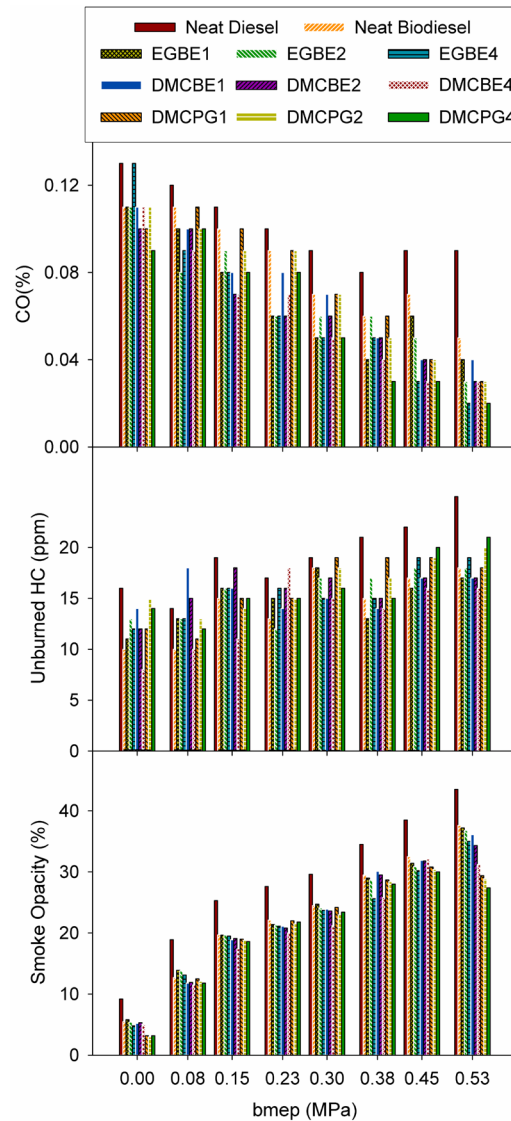 Neat Diesel Neat Biodiesel
EGBE1 EGBE2 EGBE4
DMCBE1 DMCBE2 DMCBE4
DMCPG1 DMCPG2 DMCPG4
0.12
0.08
0.04
0.00
CO(%)
20
15
10
5
0
Unburned HC (ppm)
40
30
20
10
0
Smoke Opacity (%)
0.00 0.08 0.15 0.23 0.30 0.38 0.45 0.53
bmep (MPa)